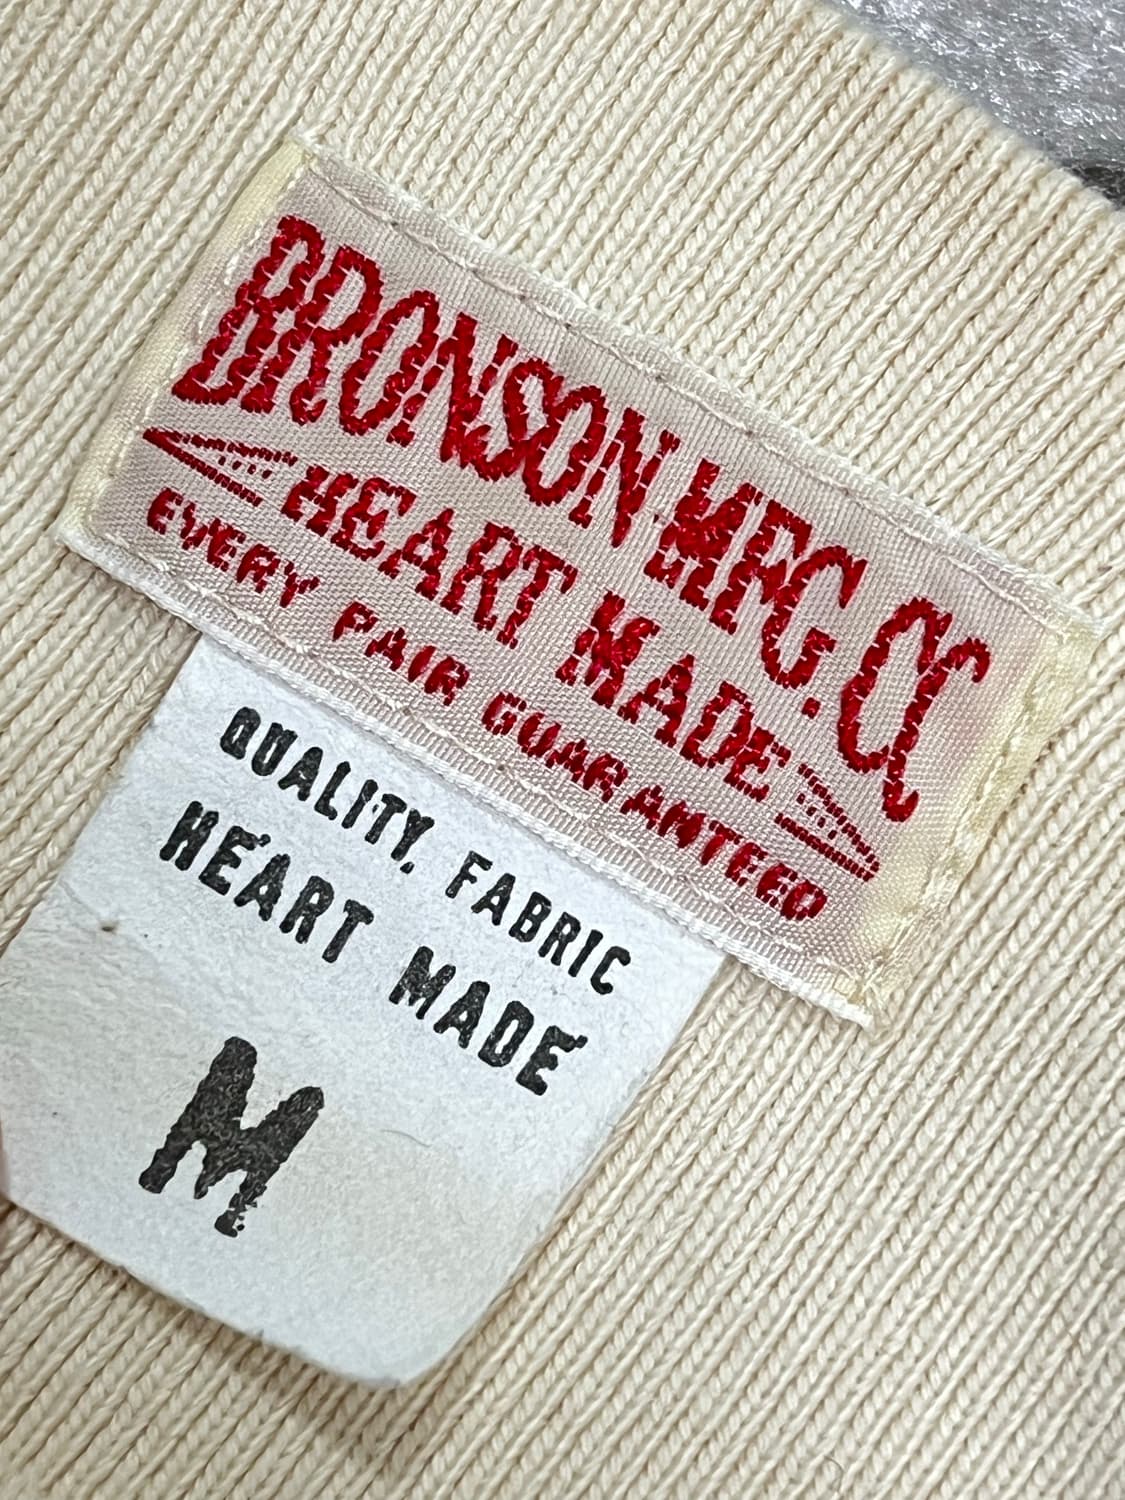 BRONSON MFG. CO
HEART MADE
EVERY PAIR GUARANTEED
QUALITY. FABRIC
HEART MADE
M